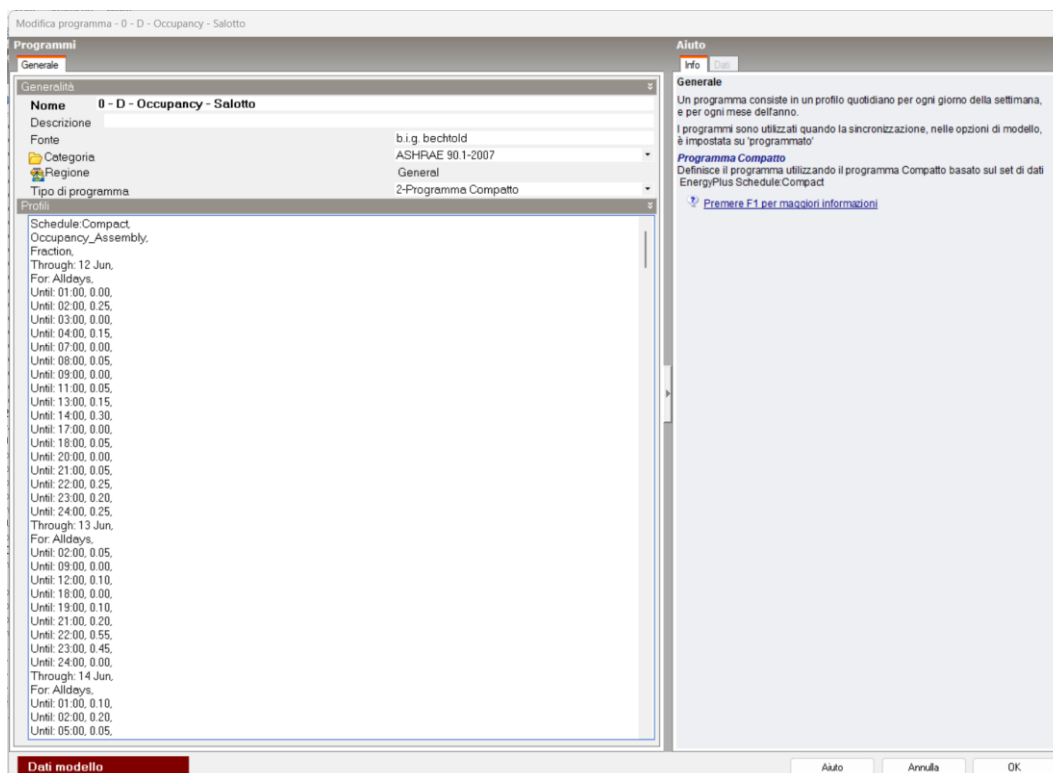 Modifica programma - 0 - D - Occupancy - Salotto
Programmi
Generale
Generalità
Nome 0 - D - Occupancy - Salotto
Descrizione
Fonte b.i.g. bechtold
Categoria ASHRAE 90.1-2007
Regione General
Tipo di programma 2-Programma Compatto
Profili
Schedule:Compact,
Occupancy_Assembly,
Fraction,
Through: 12 Jun,
For: Alldays,
Until: 01:00, 0.00,
Until: 02:00, 0.25,
Until: 03:00, 0.00,
Until: 04:00, 0.15,
Until: 07:00, 0.00,
Until: 08:00, 0.05,
Until: 09:00, 0.00,
Until: 11:00, 0.05,
Until: 13:00, 0.15,
Until: 14:00, 0.30,
Until: 17:00, 0.00,
Until: 18:00, 0.05,
Until: 20:00, 0.00,
Until: 21:00, 0.05,
Until: 22:00, 0.25,
Until: 23:00, 0.20,
Until: 24:00, 0.25,
Through: 13 Jun,
For: Alldays,
Until: 02:00, 0.05,
Until: 09:00, 0.00,
Until: 12:00, 0.10,
Until: 18:00, 0.00,
Until: 19:00, 0.10,
Until: 21:00, 0.20,
Until: 22:00, 0.55,
Until: 23:00, 0.45,
Until: 24:00, 0.00,
Through: 14 Jun,
For: Alldays,
Until: 01:00, 0.10,
Until: 02:00, 0.20,
Until: 05:00, 0.05,
Aiuto
Info Dati
Generale
Un programma consiste in un profilo quotidiano per ogni giorno della settimana,
e per ogni mese dell'anno.
I programmi sono utilizzati quando la sincronizzazione, nelle opzioni di modello,
è impostata su 'programmato'
Programma Compatto
Definisce il programma utilizzando il programma Compatto basato sul set di dati
EnergyPlus Schedule:Compact
Premere F1 per maggiori informazioni
Dati modello
Aiuto Annulla OK